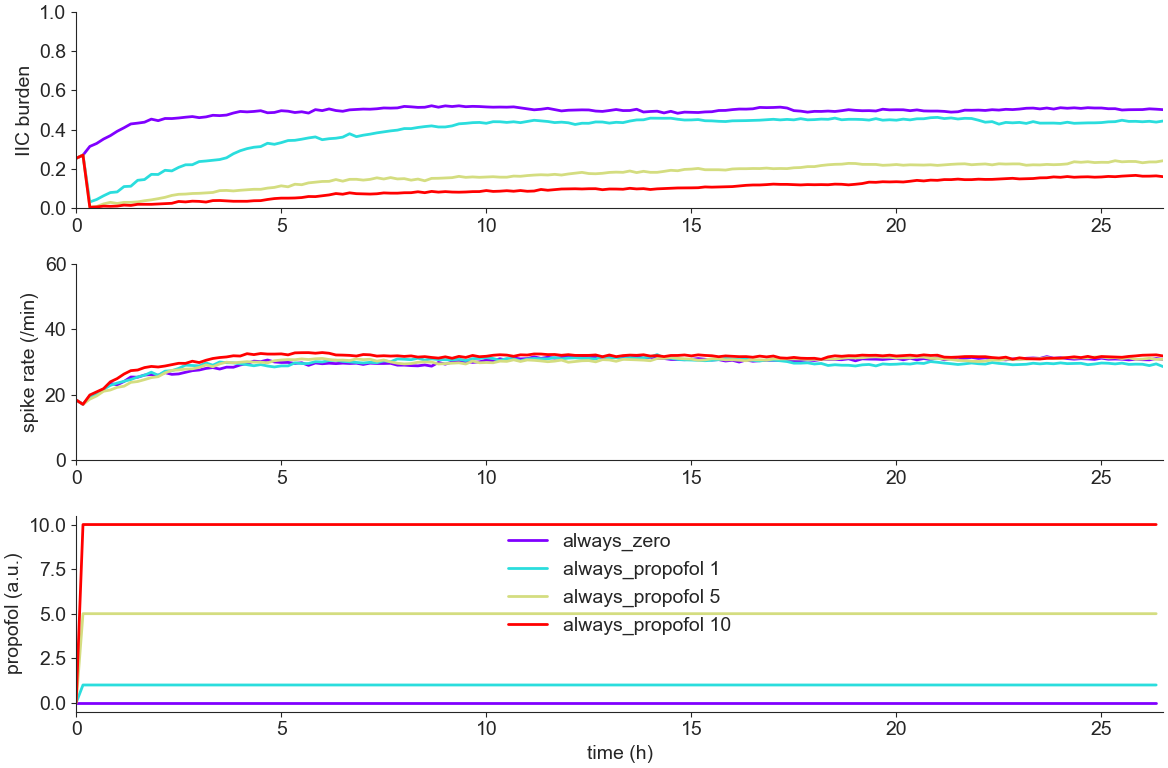 IIC burden
1.0
0.8
0.6
0.4
0.2
0.0
0 5 10 15 20 25
spike rate (/min)
60
40
20
0
0 5 10 15 20 25
propofol (a.u.)
10.0
7.5
5.0
2.5
0.0
always_zero
always_propofol 1
always_propofol 5
always_propofol 10
0 5 10 15 20 25
time (h)